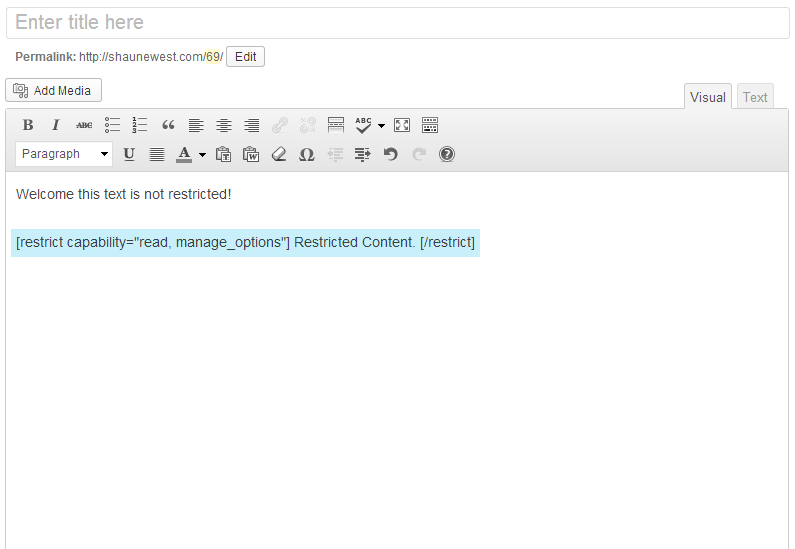 Enter title here
Permalink: http://shaunewest.com/69/ Edit
Add Media
Visual Text
B I ABC ABC
Paragraph U A
Welcome this text is not restricted!
[restrict capability="read, manage_options"] Restricted Content. [/restrict]